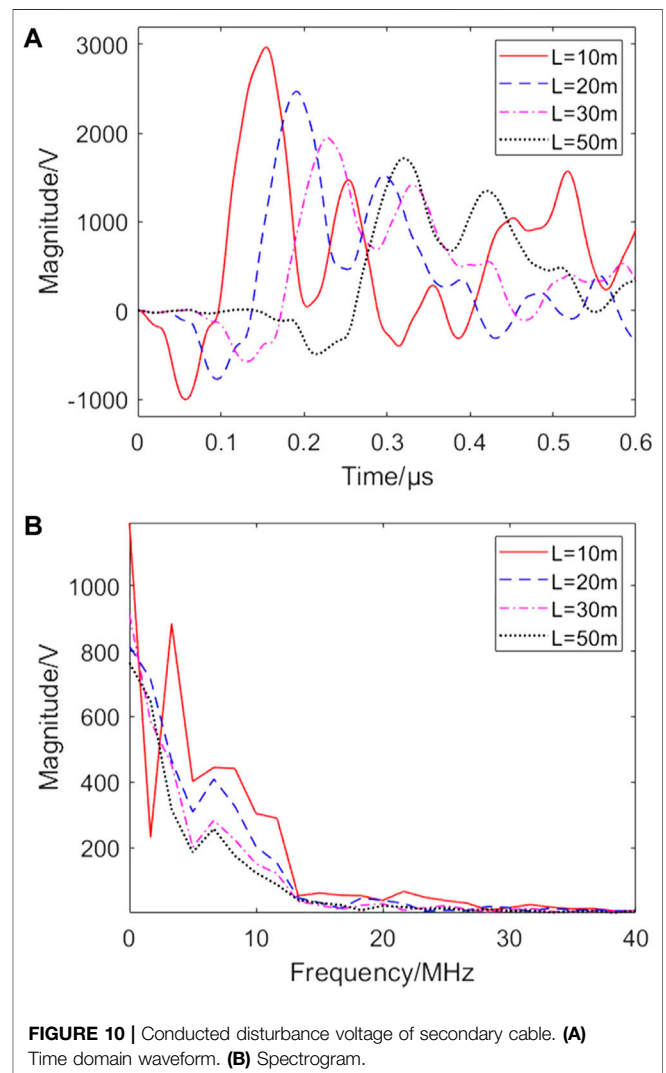 A
3000
2000
1000
0
-1000
Magnitude/V
L=10m
L=20m
L=30m
L=50m
0 0.1 0.2 0.3 0.4 0.5 0.6
Time/μs
B
1000
800
600
400
200
Magnitude/V
L=10m
L=20m
L=30m
L=50m
0 10 20 30 40
Frequency/MHz
FIGURE 10 | Conducted disturbance voltage of secondary cable. (A)
Time domain waveform. (B) Spectrogram.